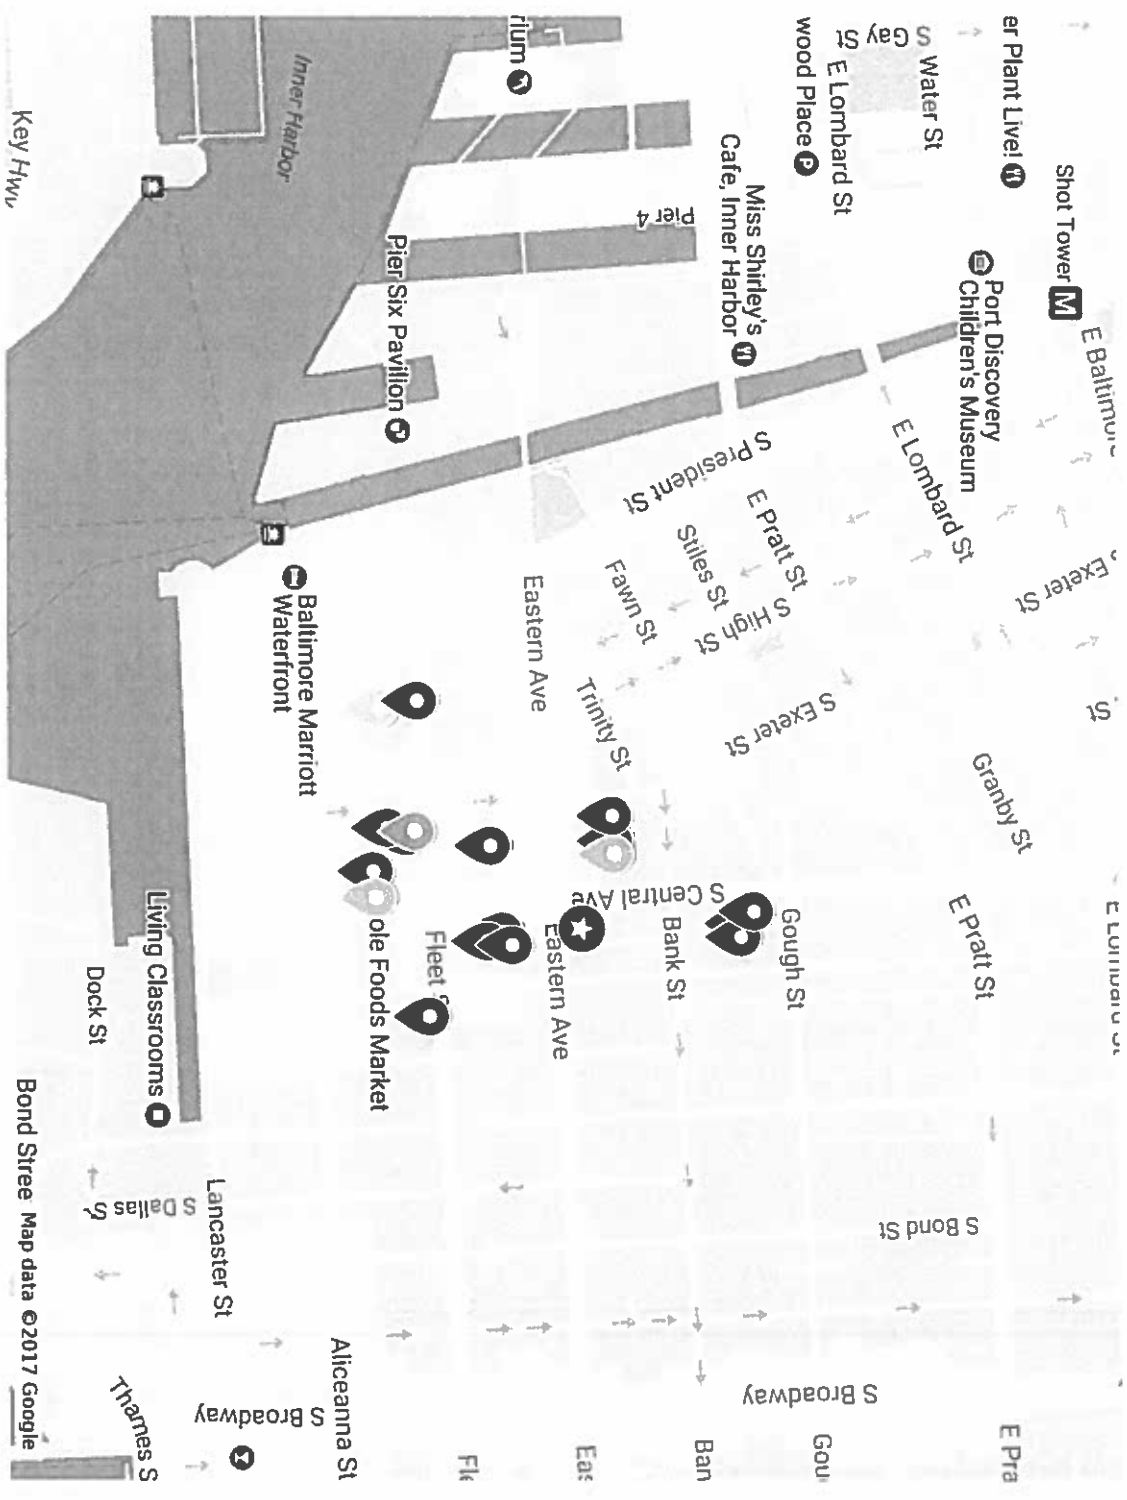 S Gay St
Water St
E Lombard St
wood Place
er Plant Live!
Shot Tower
M
Port Discovery
Children's Museum
E Baltimore
rium
Inner Harbor
Key Hwy
Miss Shirley's
Cafe, Inner Harbor
Pier 4
Pier Six Pavilion
S President St
E Lombard St
E Pratt St
Stiles St
Fawn St
S High St
S Exeter St
S Exeter St
St
Eastern Ave
Trinity St
Granby St
Baltimore Marriott
Waterfront
S Central Ave
Gough St
E Pratt St
E Lombard St
Bank St
Eastern Ave
Fleet S
ole Foods Market
Living Classrooms
Dock St
S Dallas S
Lancaster St
S Bond St
S Broadway
S Broadway
Aliceanna St
Thames S
Fle
Eas
Ban
Gou
E Pra
Bond Stree
Map data ©2017 Google